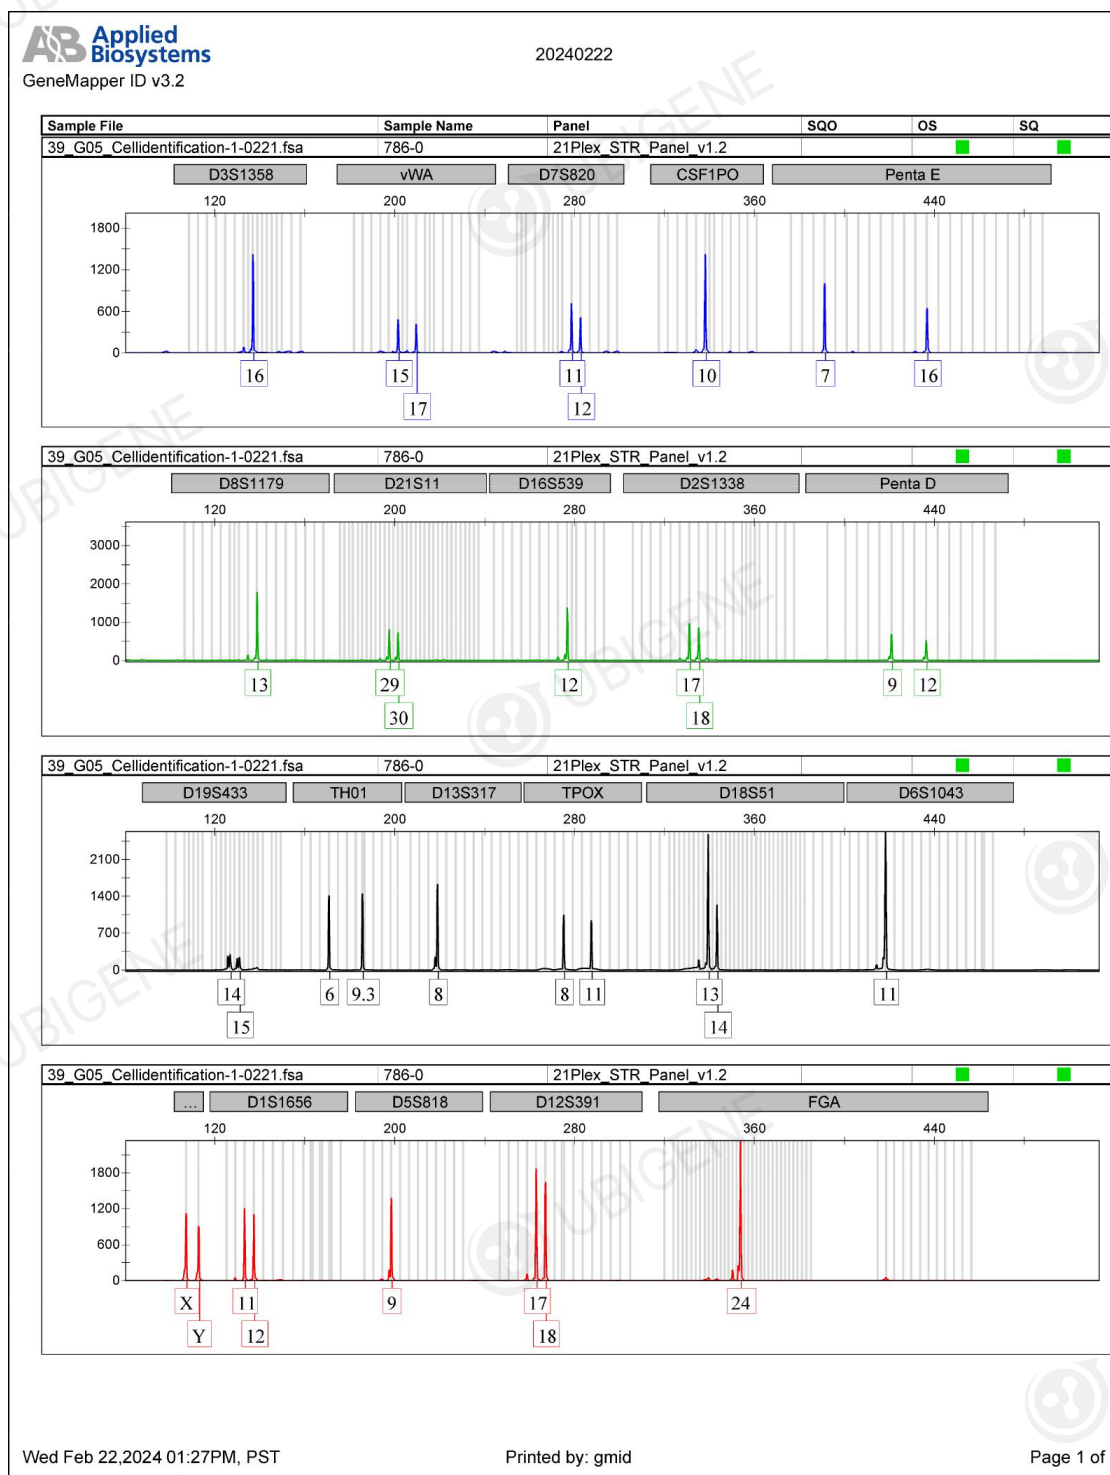 AB Applied
Biosystems
20240222
GeneMapper ID v3.2
Sample File Sample Name Panel SQO OS SQ
39_G05_Cellidentification-1-0221.fsa 786-0 21Plex_STR_Panel_v1.2
D3S1358 vWA D7S820 CSF1PO Penta E
120 200 280 360 440
1800
1200
600
0
16 15 11 10 7 16
17 12
39_G05_Cellidentification-1-0221.fsa 786-0 21Plex_STR_Panel_v1.2
D8S1179 D21S11 D16S539 D2S1338 Penta D
120 200 280 360 440
3000
2000
1000
0
13 29 12 17 9 12
30 18
39_G05_Cellidentification-1-0221.fsa 786-0 21Plex_STR_Panel_v1.2
D19S433 TH01 D13S317 TPOX D18S51 D6S1043
120 200 280 360 440
2100
1400
700
0
14 6 9.3 8 8 11 13 11
15 14
39_G05_Cellidentification-1-0221.fsa 786-0 21Plex_STR_Panel_v1.2
... D1S1656 D5S818 D12S391 FGA
120 200 280 360 440
1800
1200
600
0
X 11 9 17 24
Y 12 18
Wed Feb 22,2024 01:27PM, PST Printed by: gmid Page 1 of
UBIGENE
UBIGENE
UBIGENE
UBIGENE
UBIGENE